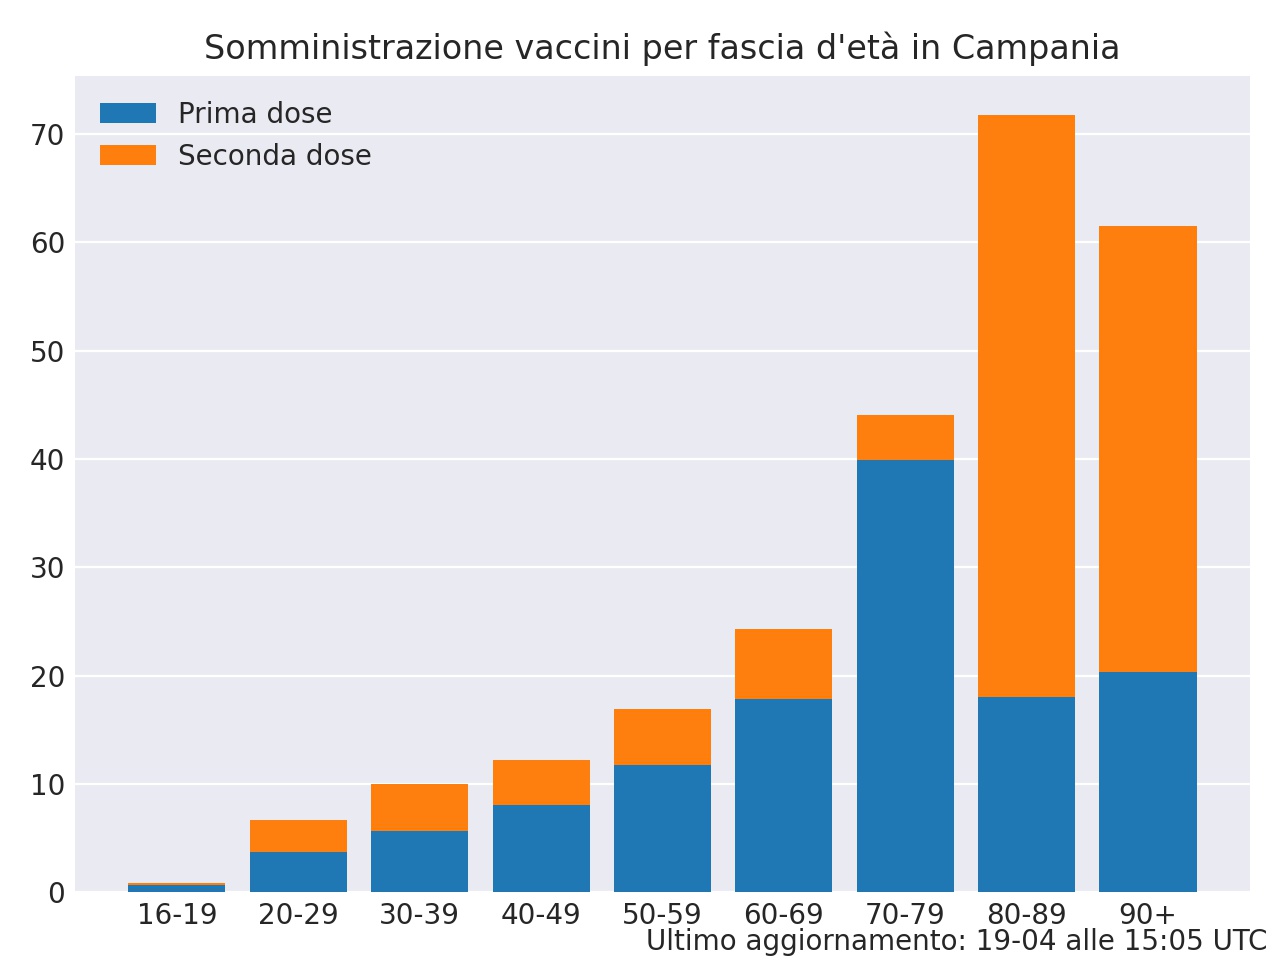 Somministrazione vaccini per fascia d'età in Campania
Prima dose
Seconda dose
70
60
50
40
30
20
10
0
16-19 20-29 30-39 40-49 50-59 60-69 70-79 80-89 90+
Ultimo aggiornamento: 19-04 alle 15:05 UTC